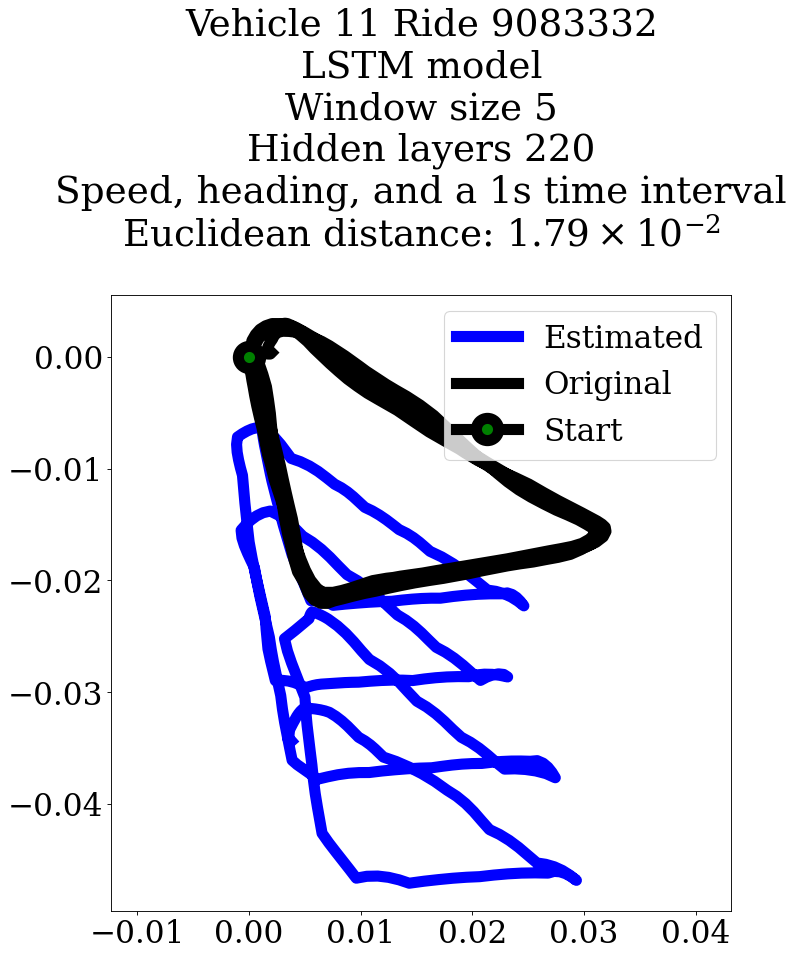 Vehicle 11 Ride 9083332
LSTM model
Window size 5
Hidden layers 220
Speed, heading, and a 1s time interval
Euclidean distance: 1.79 × 10⁻²
Estimated
Original
Start
0.00
−0.01
−0.02
−0.03
−0.04
−0.01 0.00 0.01 0.02 0.03 0.04